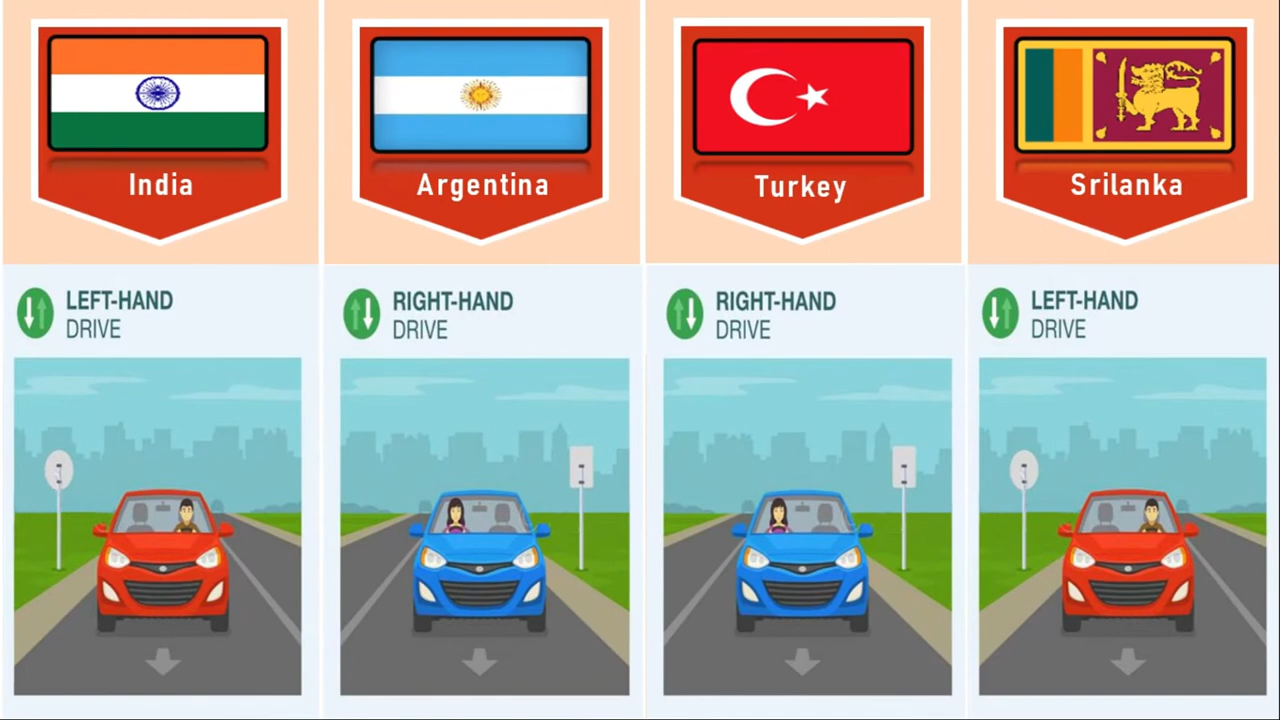 India
Argentina
Turkey
Srilanka
LEFT-HAND
DRIVE
RIGHT-HAND
DRIVE
RIGHT-HAND
DRIVE
LEFT-HAND
DRIVE